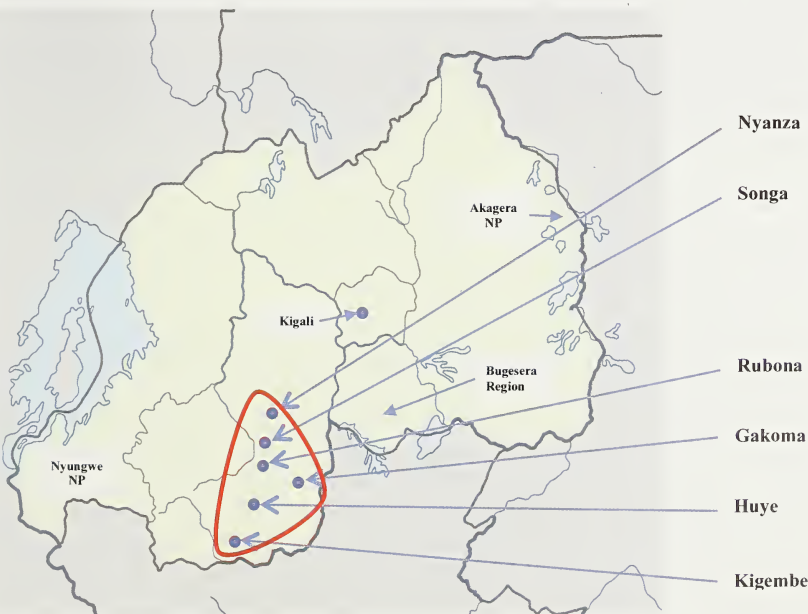 Nyanza
Songa
Akagera
NP
Kigali
Rubona
Bugesera
Region
Gakoma
Nyungwe
NP
Huye
Kigembe